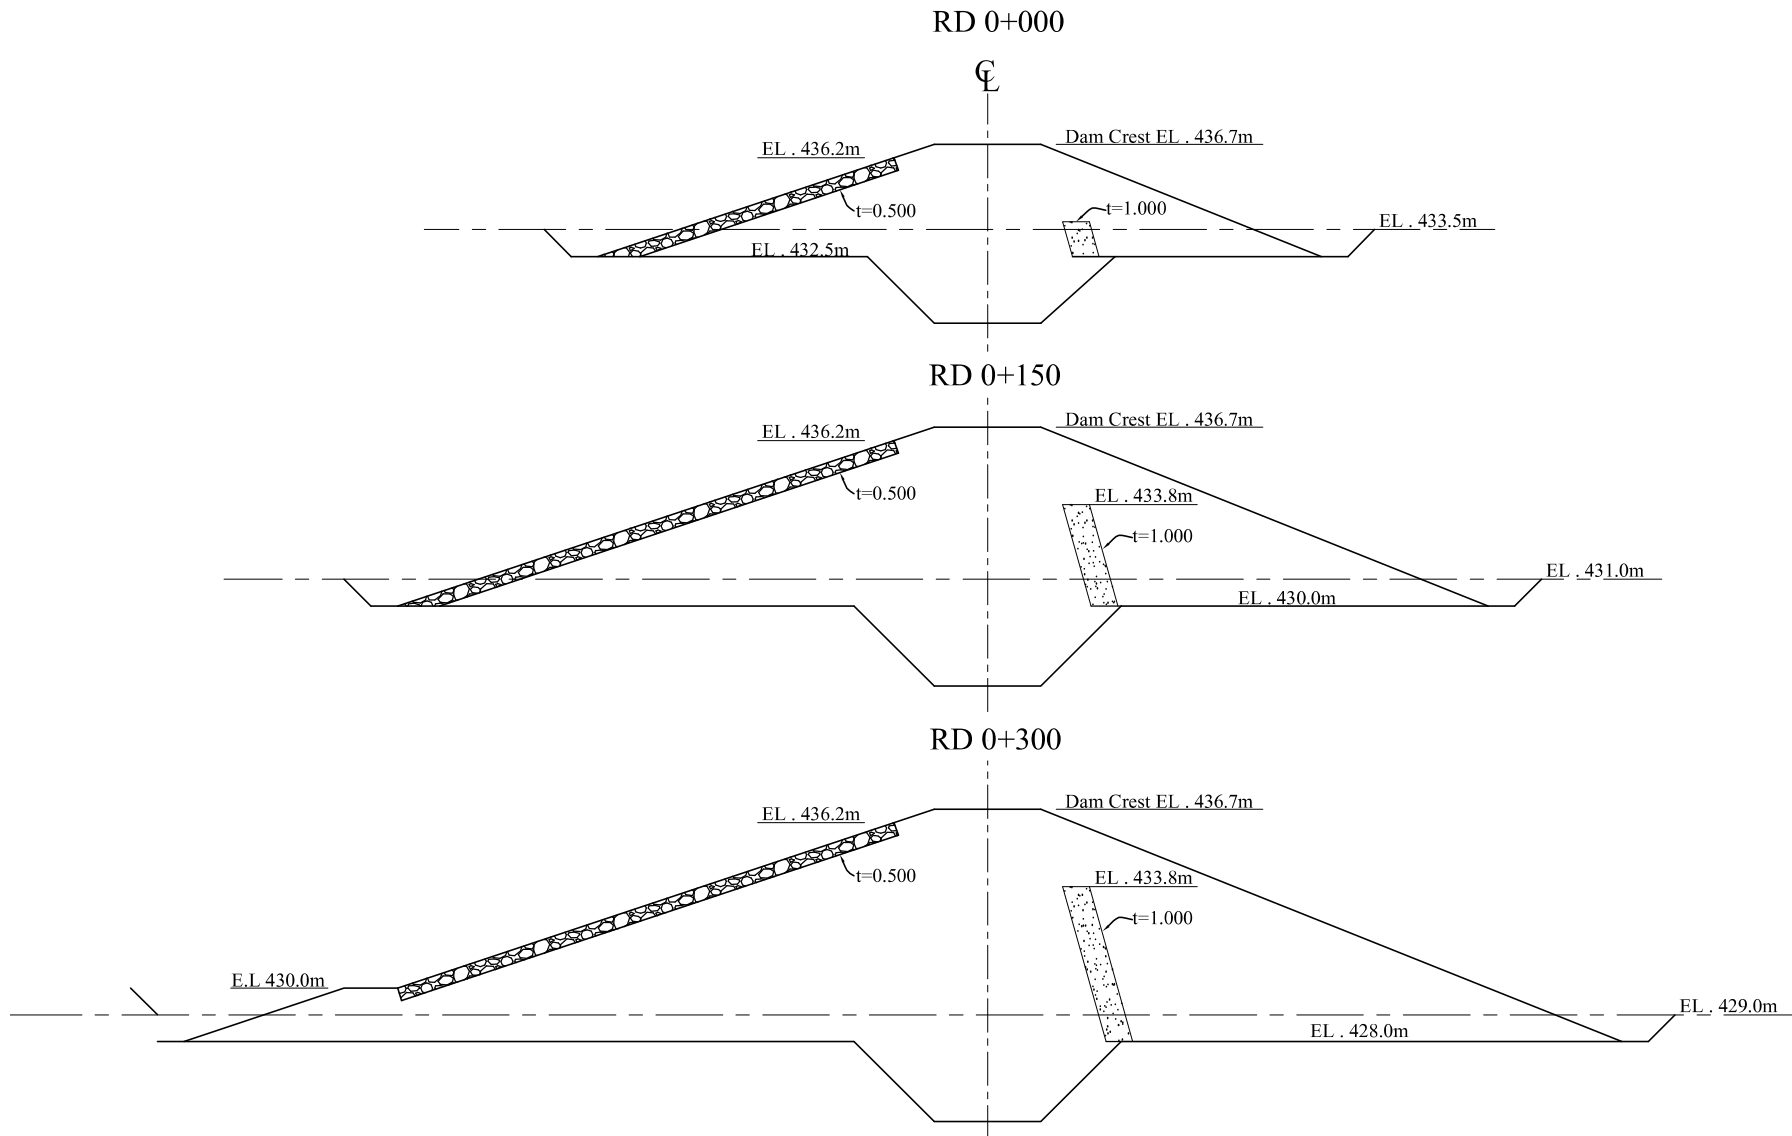 RD 0+000
℄
Dam Crest EL . 436.7m
EL . 436.2m
t=1.000
t=0.500
EL . 433.5m
EL . 432.5m
RD 0+150
Dam Crest EL . 436.7m
EL . 436.2m
t=0.500
EL . 433.8m
t=1.000
EL . 431.0m
EL . 430.0m
RD 0+300
Dam Crest EL . 436.7m
EL . 436.2m
t=0.500
EL . 433.8m
t=1.000
E.L 430.0m
EL . 429.0m
EL . 428.0m